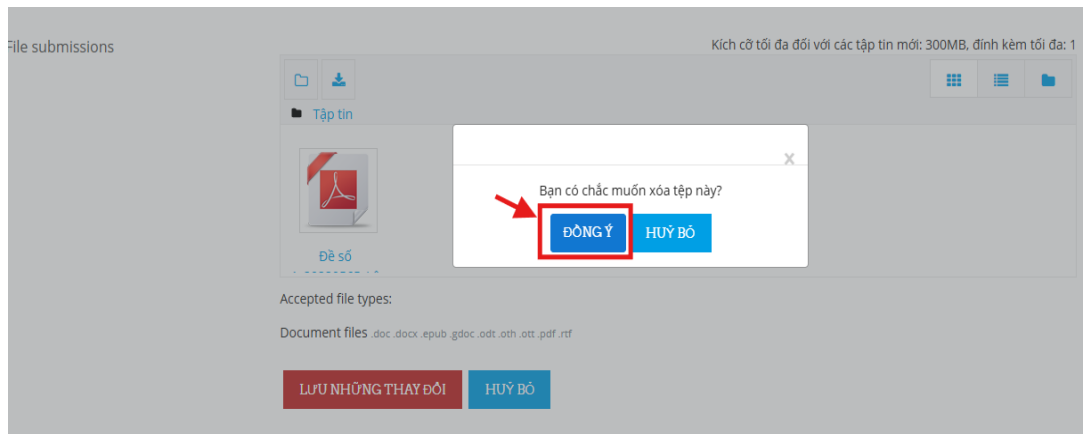 File submissions
Kích cỡ tối đa đối với các tập tin mới: 300MB, đính kèm tối đa: 1
Tập tin
x
Bạn có chắc muốn xóa tệp này?
ĐỒNG Ý
HUỶ BỎ
Đề số
Accepted file types:
Document files .doc .docx .epub .gdoc .odt .oth .ott .pdf .rtf
LƯU NHỮNG THAY ĐỔI
HUỶ BỎ